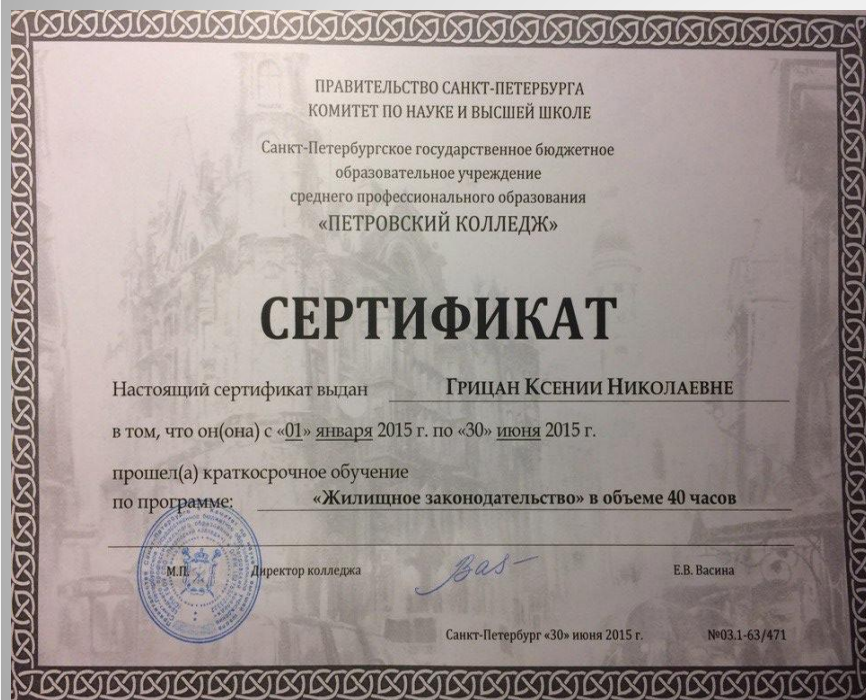 ПРАВИТЕЛЬСТВО САНКТ-ПЕТЕРБУРГА
КОМИТЕТ ПО НАУКЕ И ВЫСШЕЙ ШКОЛЕ
Санкт-Петербургское государственное бюджетное
образовательное учреждение
среднего профессионального образования
«ПЕТРОВСКИЙ КОЛЛЕДЖ»
СЕРТИФИКАТ
Настоящий сертификат выдан ГРИЦАН КСЕНИИ НИКОЛАЕВНЕ
в том, что он(она) с «01» января 2015 г. по «30» июня 2015 г.
прошел(а) краткосрочное обучение
по программе: «Жилищное законодательство» в объеме 40 часов
М.П. Директор колледжа Е.В. Васина
Санкт-Петербург «30» июня 2015 г. №03.1-63/471